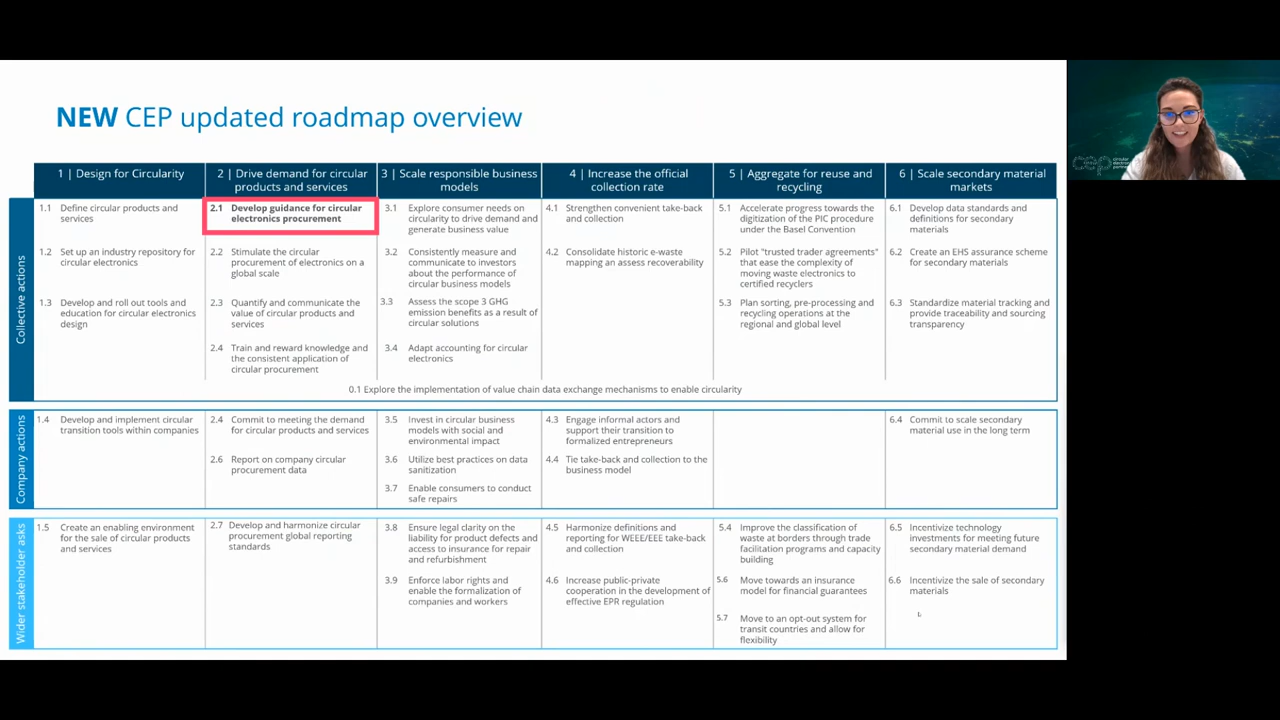 NEW CEP updated roadmap overview
1 | Design for Circularity
2 | Drive demand for circular
products and services
3 | Scale responsible business
models
4 | Increase the official
collection rate
5 | Aggregate for reuse and
recycling
6 | Scale secondary material
markets
Collective actions
1.1 Define circular products and
services
1.2 Set up an industry repository for
circular electronics
1.3 Develop and roll out tools and
education for circular electronics
design
2.1 Develop guidance for circular
electronics procurement
2.2 Stimulate the circular
procurement of electronics on a
global scale
2.3 Quantify and communicate the
value of circular products and
services
2.4 Train and reward knowledge and
the consistent application of
circular procurement
3.1 Explore consumer needs on
circularity to drive demand and
generate business value
3.2 Consistently measure and
communicate to investors
about the performance of
circular business models
3.3 Assess the scope 3 GHG
emission benefits as a result of
circular solutions
3.4 Adapt accounting for circular
electronics
4.1 Strengthen convenient take-back
and collection
4.2 Consolidate historic e-waste
mapping an assess recoverability
5.1 Accelerate progress towards the
digitization of the PIC procedure
under the Basel Convention
5.2 Pilot "trusted trader agreements"
that ease the complexity of
moving waste electronics to
certified recyclers
5.3 Plan sorting, pre-processing and
recycling operations at the
regional and global level
6.1 Develop data standards and
definitions for secondary
materials
6.2 Create an EHS assurance scheme
for secondary materials
6.3 Standardize material tracking and
provide traceability and sourcing
transparency
0.1 Explore the implementation of value chain data exchange mechanisms to enable circularity
Company actions
1.4 Develop and implement circular
transition tools within companies
2.4 Commit to meeting the demand
for circular products and services
2.6 Report on company circular
procurement data
3.5 Invest in circular business
models with social and
environmental impact
3.6 Utilize best practices on data
sanitization
3.7 Enable consumers to conduct
safe repairs
4.3 Engage informal actors and
support their transition to
formalized entrepreneurs
4.4 Tie take-back and collection to the
business model
6.4 Commit to scale secondary
material use in the long term
Wider stakeholder asks
1.5 Create an enabling environment
for the sale of circular products
and services
2.7 Develop and harmonize circular
procurement global reporting
standards
3.8 Ensure legal clarity on the
liability for product defects and
access to insurance for repair
and refurbishment
3.9 Enforce labor rights and
enable the formalization of
companies and workers
4.5 Harmonize definitions and
reporting for WEEE/EEE take-back
and collection
4.6 Increase public-private
cooperation in the development of
effective EPR regulation
5.4 Improve the classification of
waste at borders through trade
facilitation programs and capacity
building
5.6 Move towards an insurance
model for financial guarantees
5.7 Move to an opt-out system for
transit countries and allow for
flexibility
6.5 Incentivize technology
investments for meeting future
secondary material demand
6.6 Incentivize the sale of secondary
materials